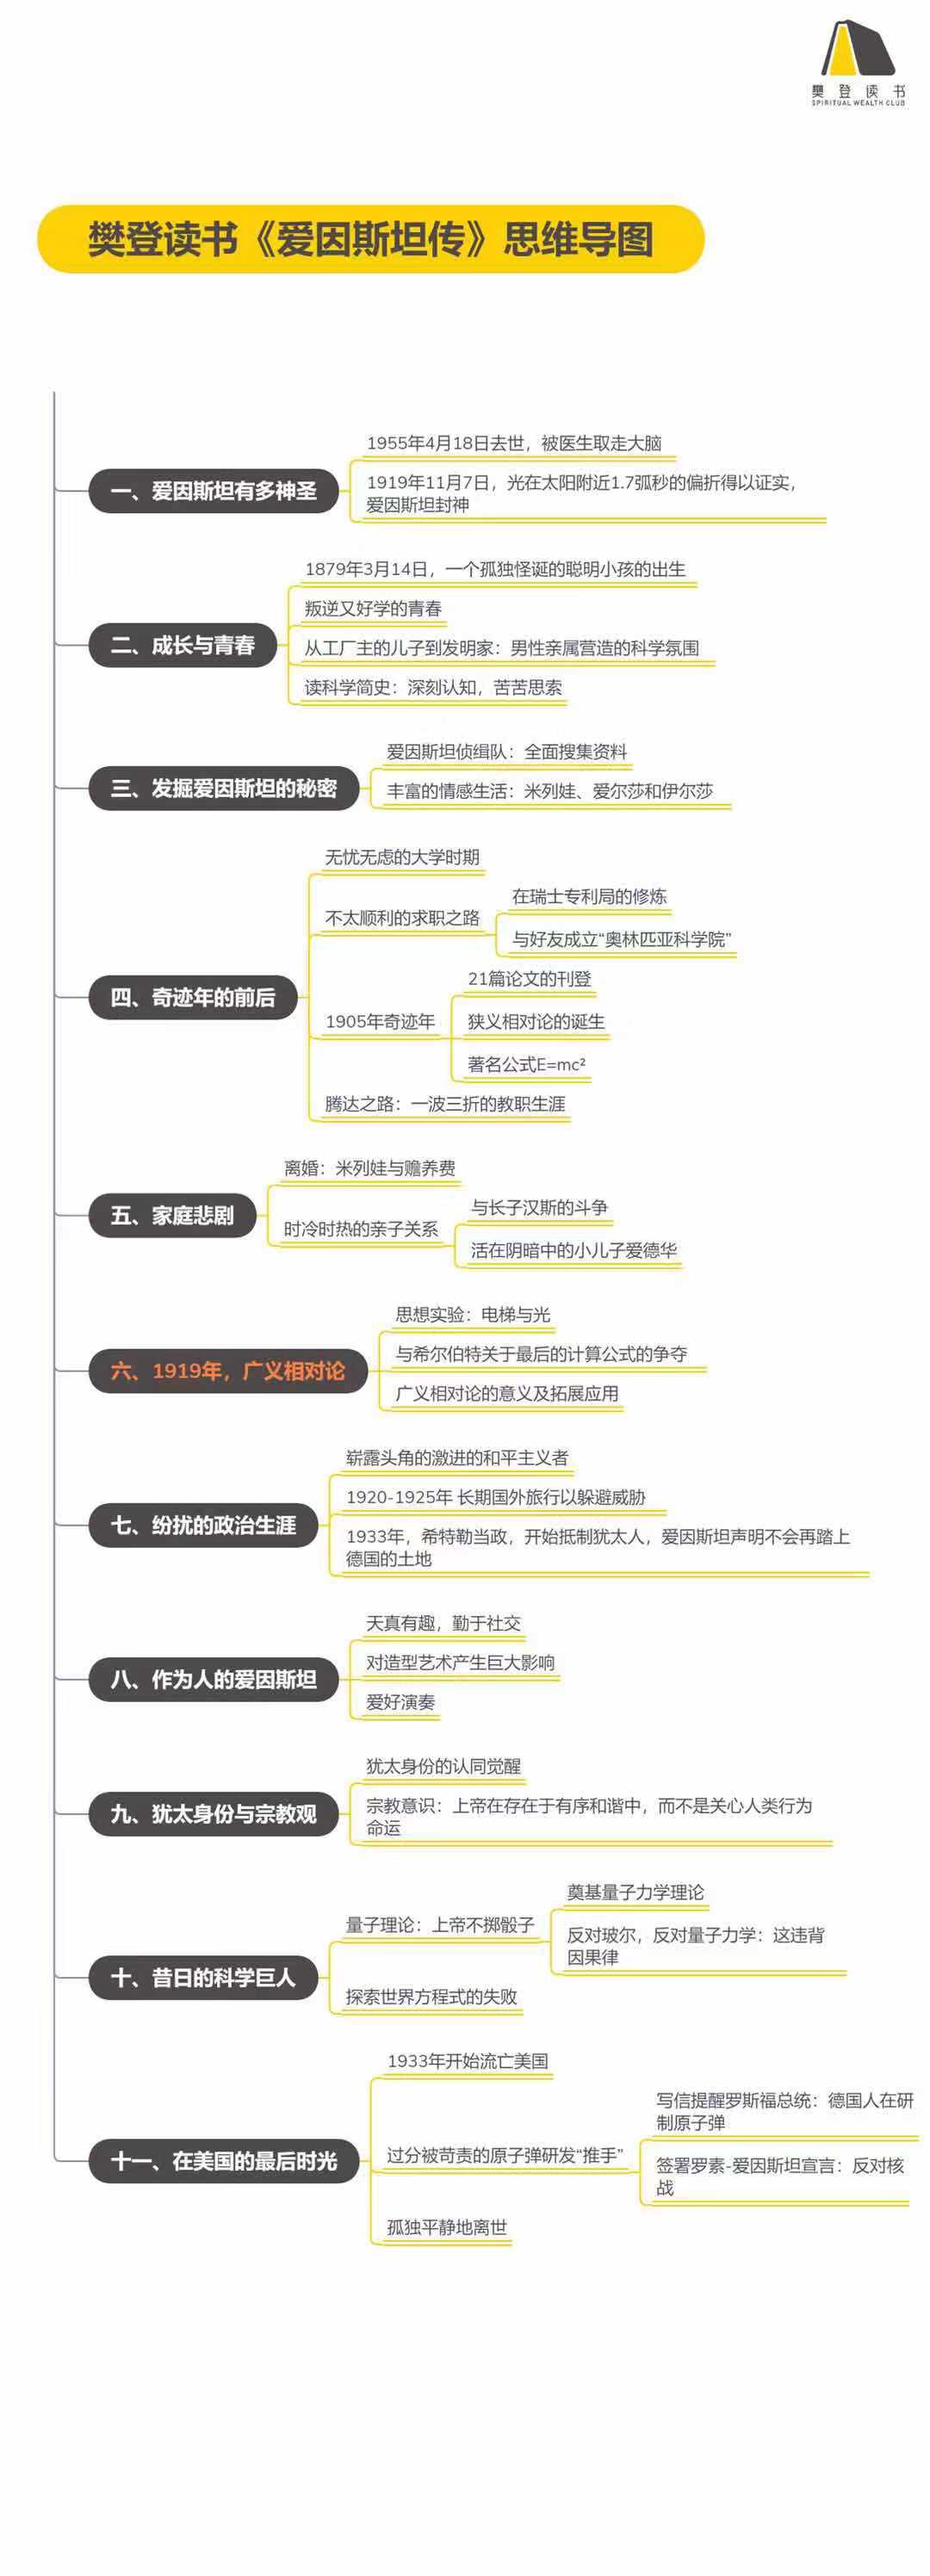 樊登读书
SPIRITUAL WEALTH CLUB
樊登读书《爱因斯坦传》思维导图
一、爱因斯坦有多神圣
1955年4月18日去世，被医生取走大脑
1919年11月7日，光在太阳附近1.7弧秒的偏折得以证实，
爱因斯坦封神
二、成长与青春
1879年3月14日，一个孤独怪诞的聪明小孩的出生
叛逆又好学的青春
从工厂主的儿子到发明家：男性亲属营造的科学氛围
读科学简史：深刻认知，苦苦思索
三、发掘爱因斯坦的秘密
爱因斯坦侦缉队：全面搜集资料
丰富的情感生活：米列娃、爱尔莎和伊尔莎
四、奇迹年的前后
无忧无虑的大学时期
不太顺利的求职之路
在瑞士专利局的修炼
与好友成立“奥林匹亚科学院”
1905年奇迹年
21篇论文的刊登
狭义相对论的诞生
著名公式E=mc²
腾达之路：一波三折的教职生涯
五、家庭悲剧
离婚：米列娃与赡养费
时冷时热的亲子关系
与长子汉斯的斗争
活在阴暗中的小儿子爱德华
六、1919年，广义相对论
思想实验：电梯与光
与希尔伯特关于最后的计算公式的争夺
广义相对论的意义及拓展应用
七、纷扰的政治生涯
崭露头角的激进的和平主义者
1920-1925年 长期国外旅行以躲避威胁
1933年，希特勒当政，开始抵制犹太人，爱因斯坦声明不会再踏上
德国的土地
八、作为人的爱因斯坦
天真有趣，勤于社交
对造型艺术产生巨大影响
爱好演奏
九、犹太身份与宗教观
犹太身份的认同觉醒
宗教意识：上帝在存在于有序和谐中，而不是关心人类行为
命运
十、昔日的科学巨人
量子理论：上帝不掷骰子
奠基量子力学理论
反对玻尔，反对量子力学：这违背
因果律
探索世界方程式的失败
十一、在美国的最后时光
1933年开始流亡美国
过分被苛责的原子弹研发“推手”
写信提醒罗斯福总统：德国人在研
制原子弹
签署罗素-爱因斯坦宣言：反对核
战
孤独平静地离世